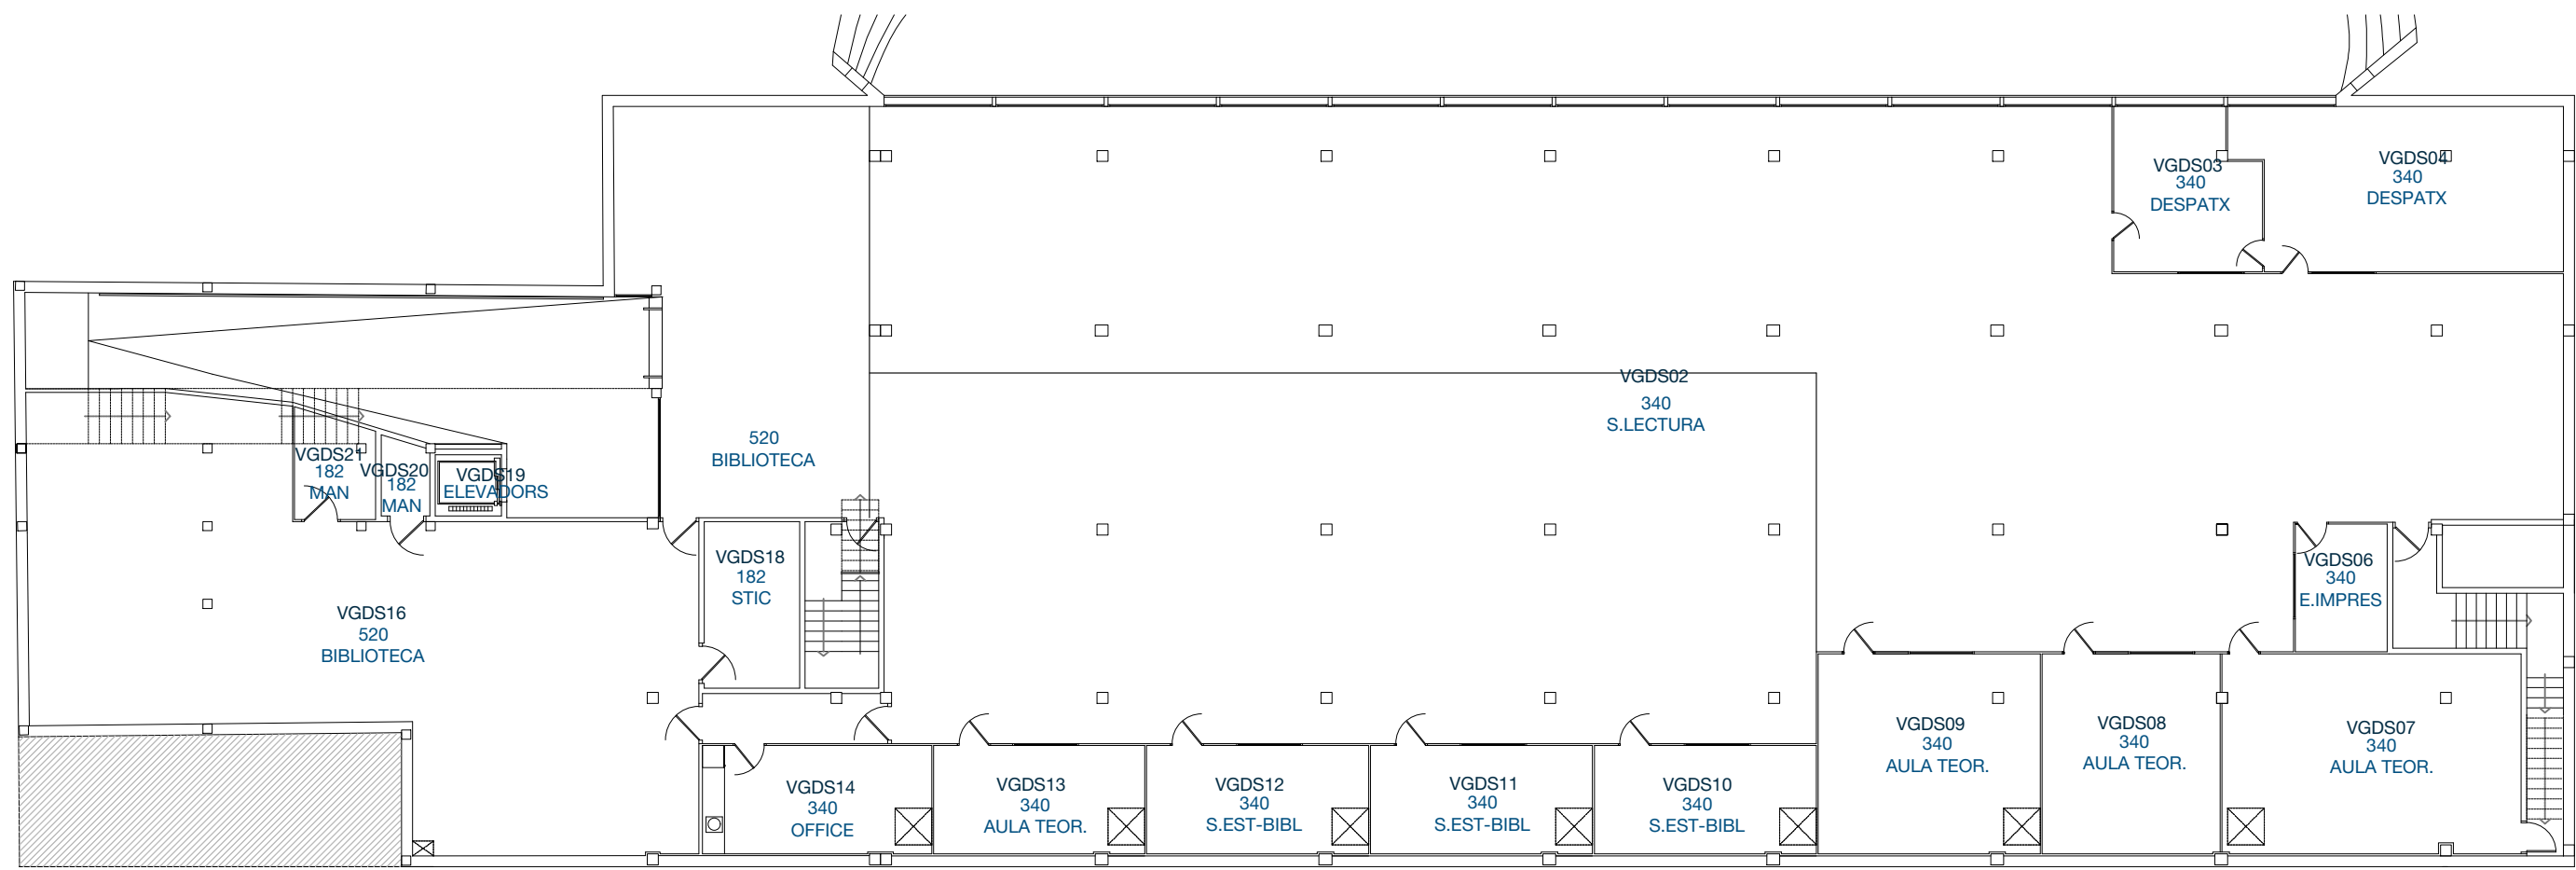 VGDS03
340
DESPATX
VGDS04
340
DESPATX
VGDS02
340
S.LECTURA
520
BIBLIOTECA
VGDS21
182
MAN
VGDS20
182
MAN
VGDS19
ELEVADORS
VGDS18
182
STIC
VGDS06
340
E.IMPRES
VGDS16
520
BIBLIOTECA
VGDS14
340
OFFICE
VGDS13
340
AULA TEOR.
VGDS12
340
S.EST-BIBL
VGDS11
340
S.EST-BIBL
VGDS10
340
S.EST-BIBL
VGDS09
340
AULA TEOR.
VGDS08
340
AULA TEOR.
VGDS07
340
AULA TEOR.